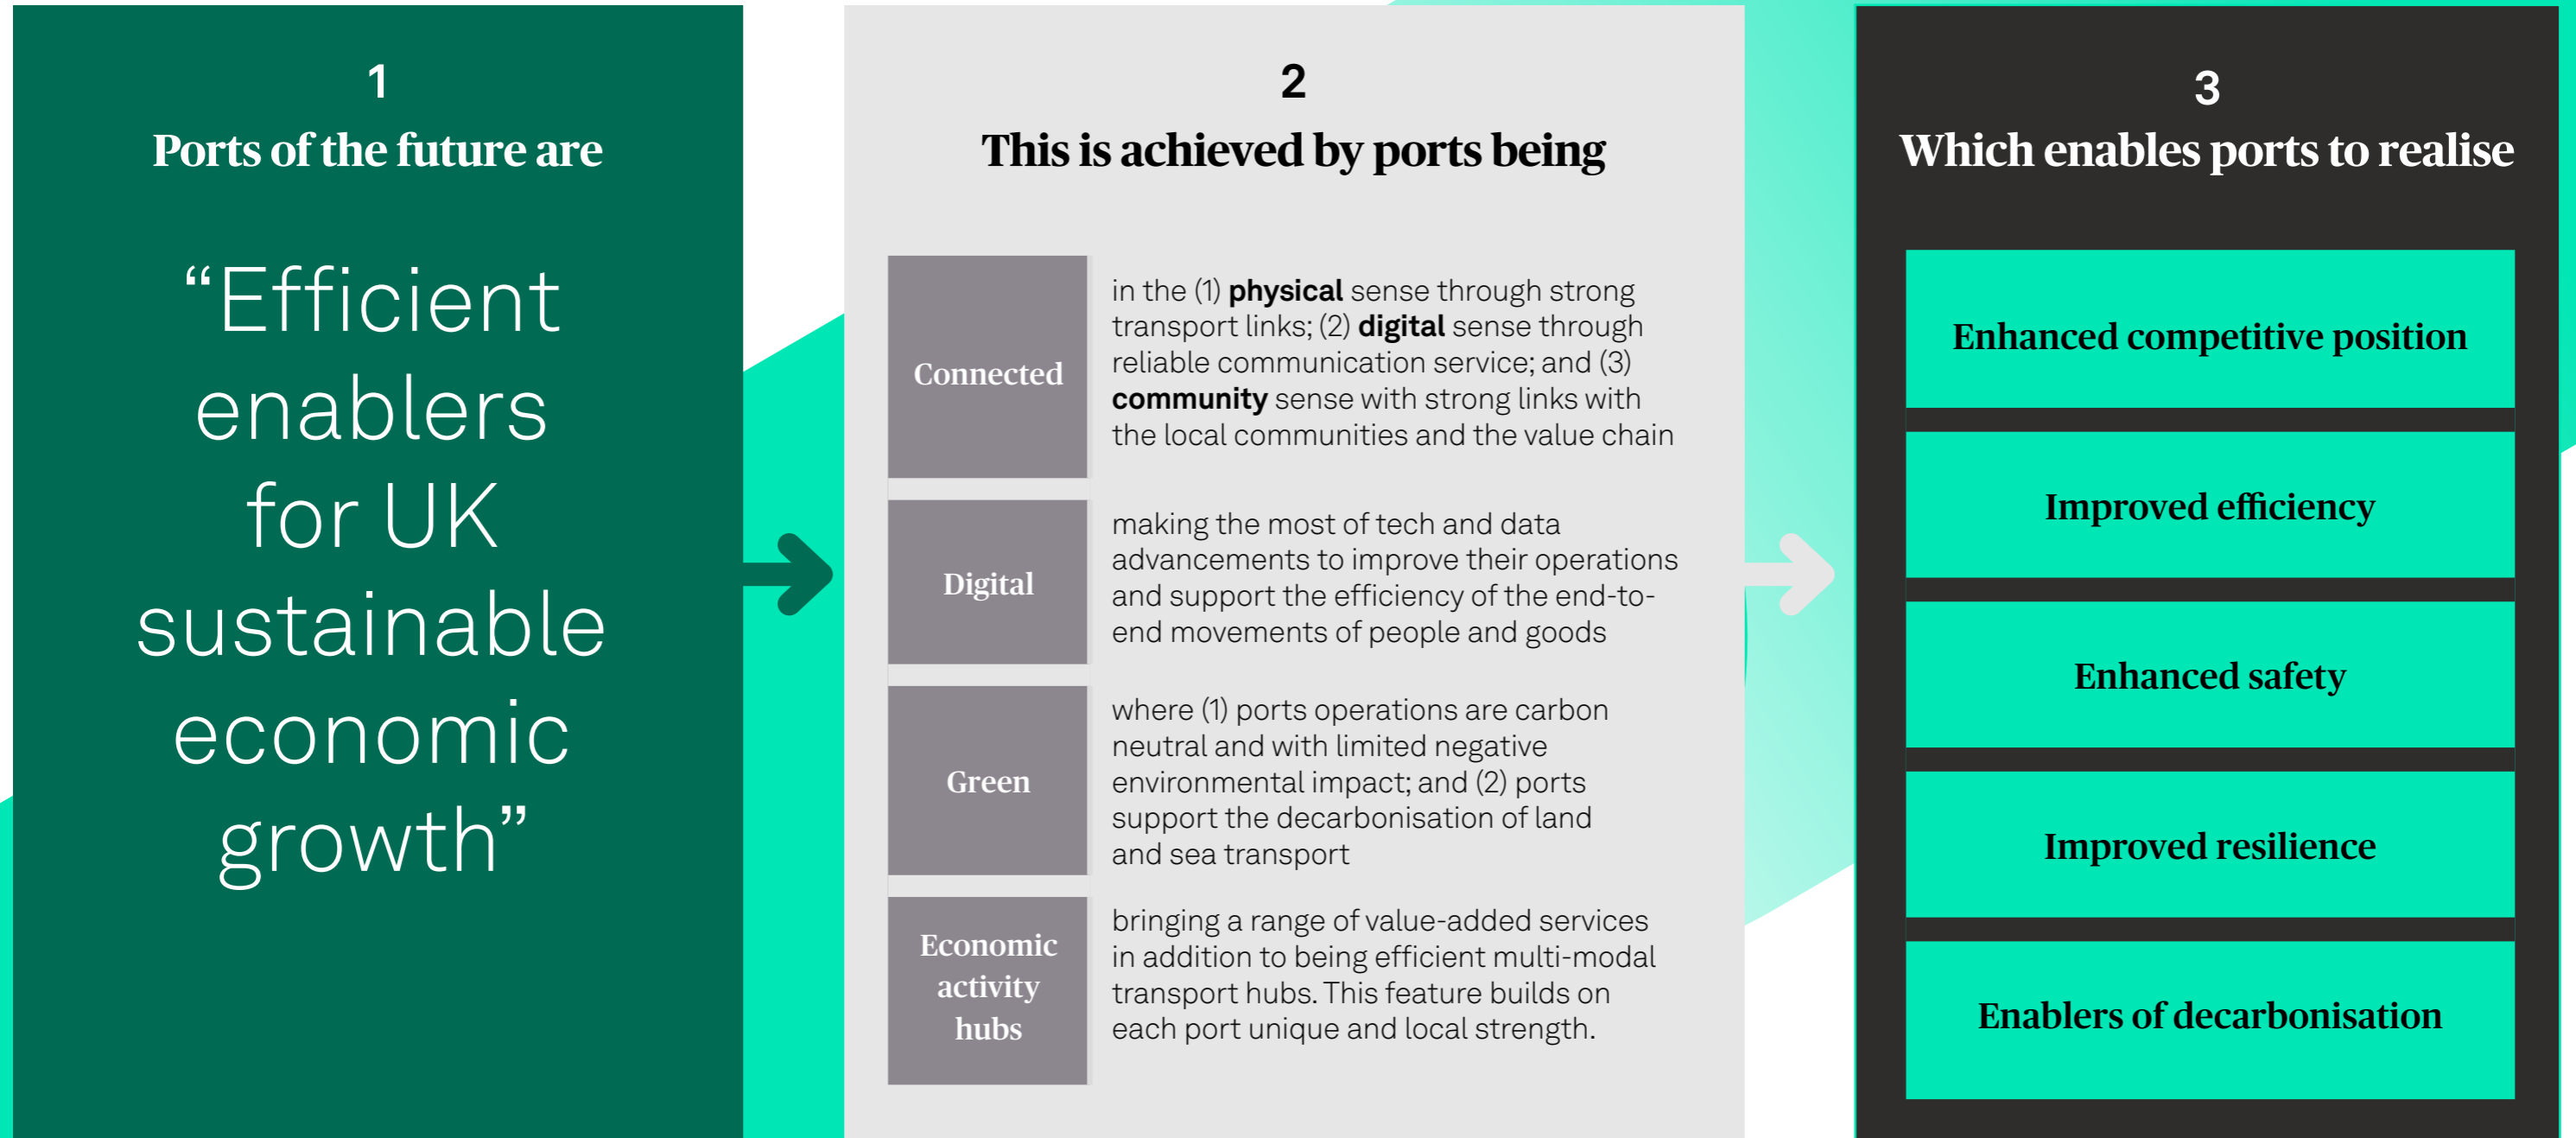 1
Ports of the future are
“Efficient
enablers
for UK
sustainable
economic
growth”
2
This is achieved by ports being
Connected
in the (1) physical sense through strong
transport links; (2) digital sense through
reliable communication service; and (3)
community sense with strong links with
the local communities and the value chain
Digital
making the most of tech and data
advancements to improve their operations
and support the efficiency of the end-to-
end movements of people and goods
Green
where (1) ports operations are carbon
neutral and with limited negative
environmental impact; and (2) ports
support the decarbonisation of land
and sea transport
Economic
activity
hubs
bringing a range of value-added services
in addition to being efficient multi-modal
transport hubs. This feature builds on
each port unique and local strength.
3
Which enables ports to realise
Enhanced competitive position
Improved efficiency
Enhanced safety
Improved resilience
Enablers of decarbonisation